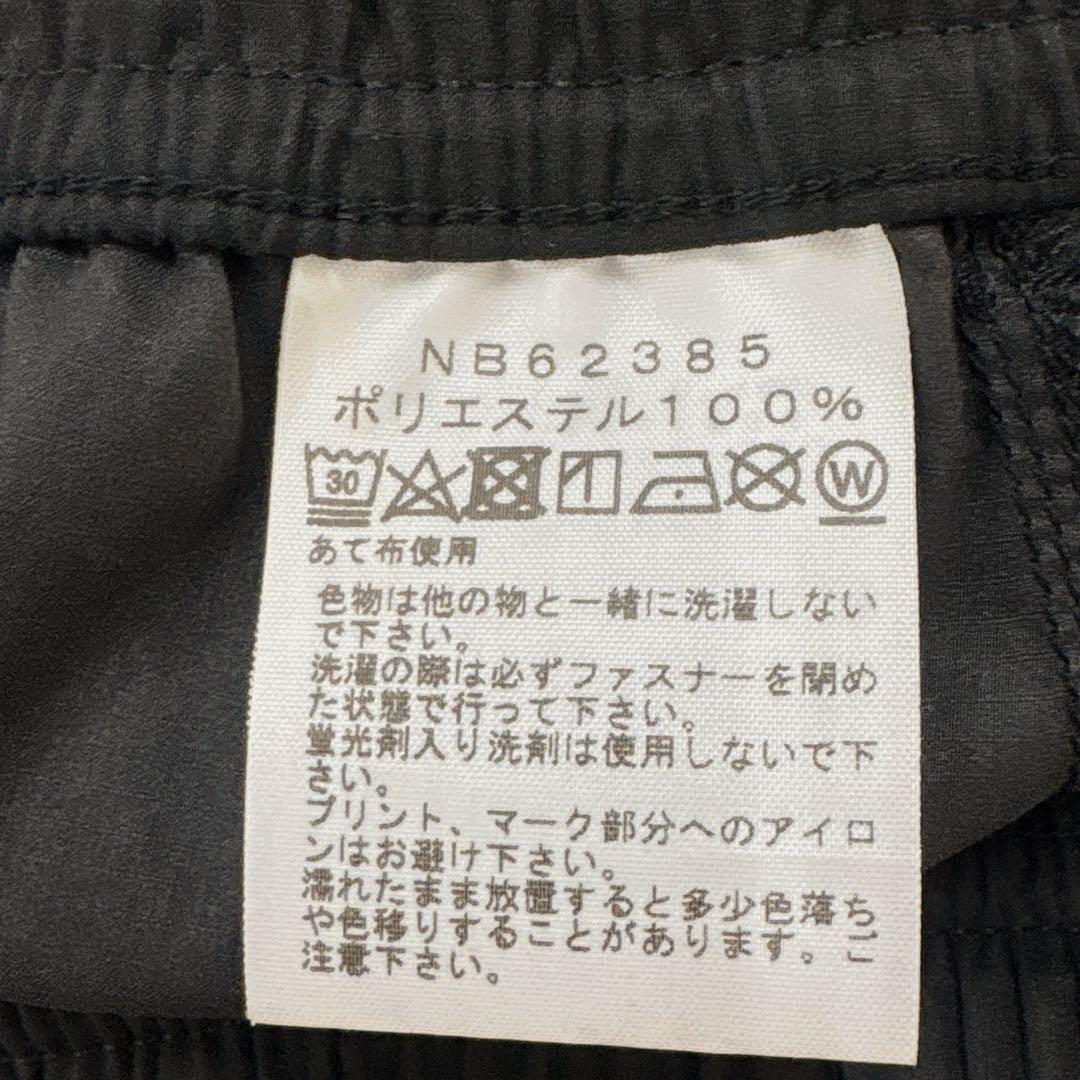 NB62385
ポリエステル100%
30 W
あて布使用
色物は他の物と一緒に洗濯しない
で下さい。
洗濯の際は必ずファスナーを閉め
た状態で行って下さい。
蛍光剤入り洗剤は使用しないで下
さい。
プリント、マーク部分へのアイロ
ンはお避け下さい。
濡れたまま放置すると多少色落ち
や色移りすることがあります。ご
注意下さい。